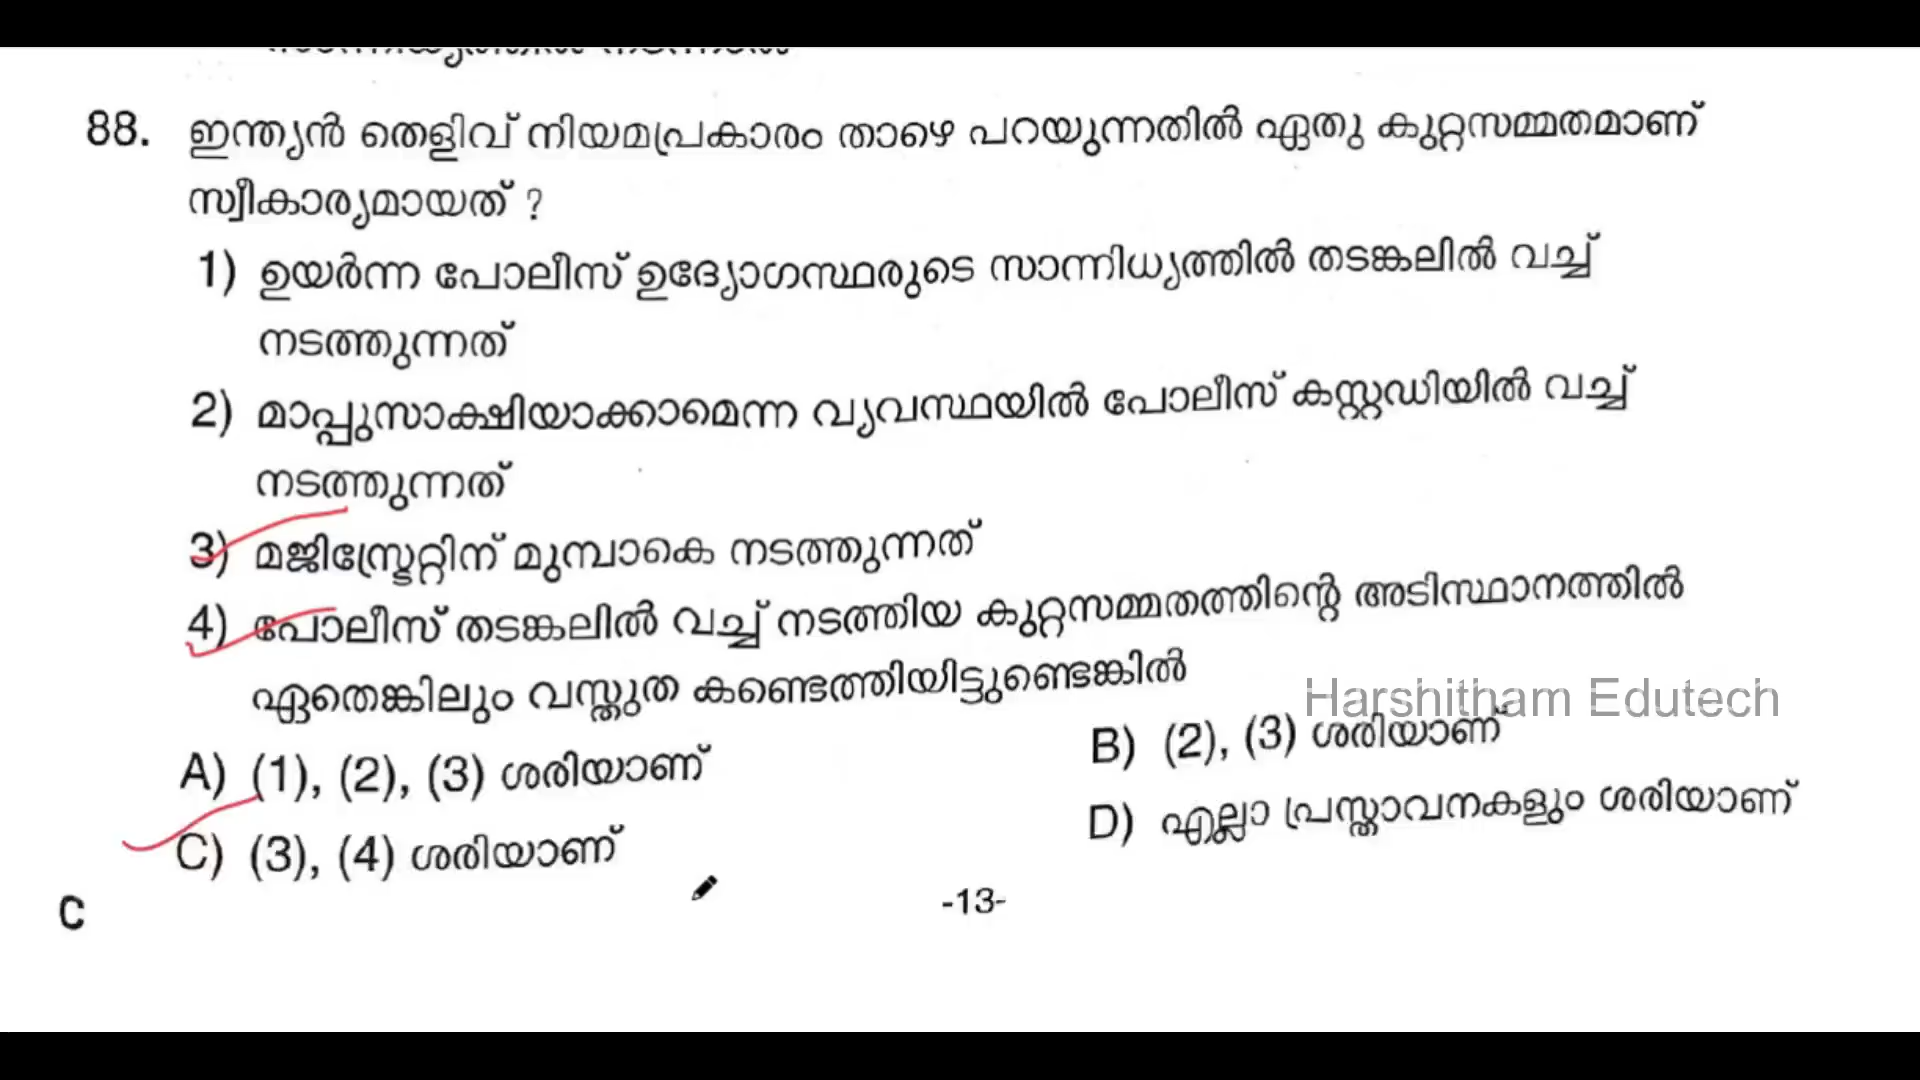 88. ഇന്ത്യൻ തെളിവ് നിയമപ്രകാരം താഴെ പറയുന്നതിൽ ഏതു കുറ്റസമ്മതമാണ്
സ്വീകാര്യമായത് ?
1) ഉയർന്ന പോലീസ് ഉദ്യോഗസ്ഥരുടെ സാന്നിധ്യത്തിൽ തടങ്കലിൽ വച്ച്
നടത്തുന്നത്
2) മാപ്പുസാക്ഷിയാക്കാമെന്ന വ്യവസ്ഥയിൽ പോലീസ് കസ്റ്റഡിയിൽ വച്ച്
നടത്തുന്നത്
3) മജിസ്ട്രേറ്റിന് മുമ്പാകെ നടത്തുന്നത്
4) പോലീസ് തടങ്കലിൽ വച്ച് നടത്തിയ കുറ്റസമ്മതത്തിന്റെ അടിസ്ഥാനത്തിൽ
ഏതെങ്കിലും വസ്തുത കണ്ടെത്തിയിട്ടുണ്ടെങ്കിൽ
Harshitham Edutech
A) (1), (2), (3) ശരിയാണ് B) (2), (3) ശരിയാണ്
C) (3), (4) ശരിയാണ് D) എല്ലാ പ്രസ്താവനകളും ശരിയാണ്
C -13-